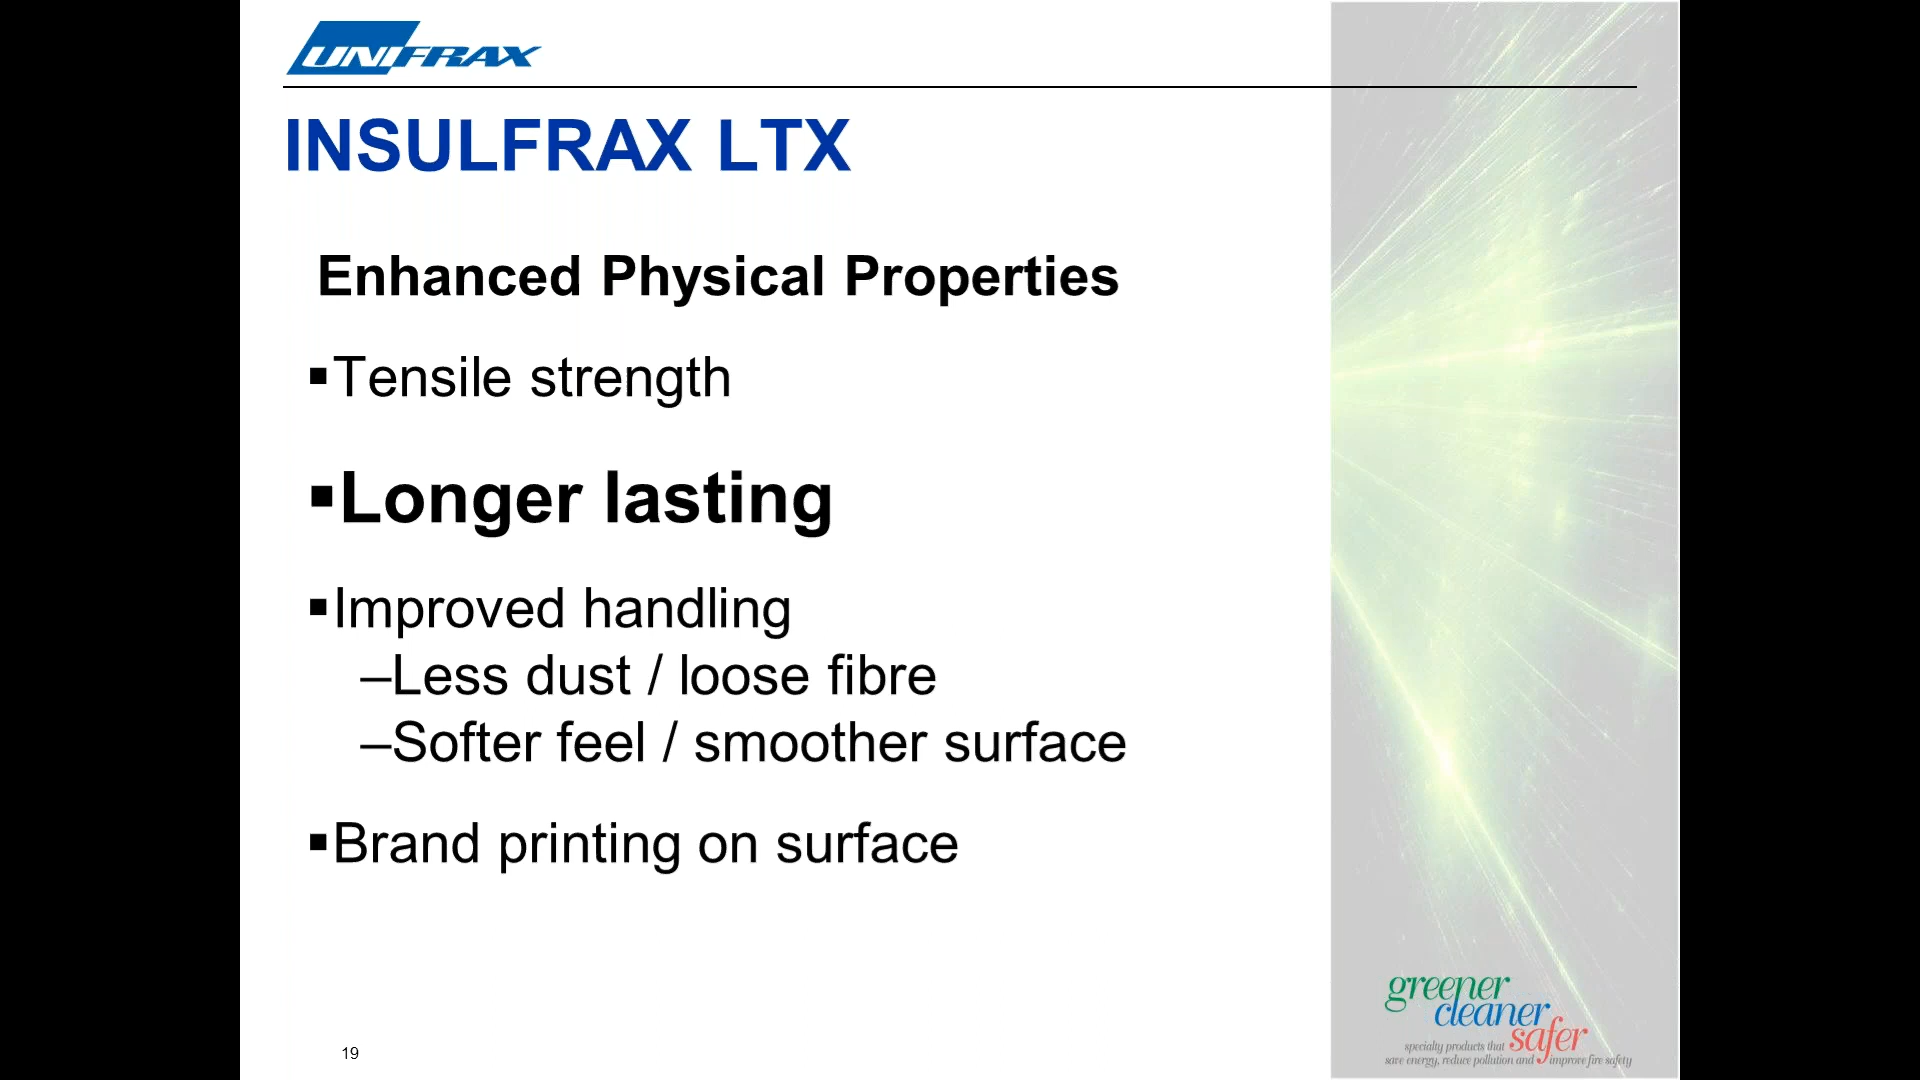 UNIFRAX
INSULFRAX LTX
Enhanced Physical Properties
▪Tensile strength
▪Longer lasting
▪Improved handling
–Less dust / loose fibre
–Softer feel / smoother surface
▪Brand printing on surface
greener
cleaner
safer
specialty products that
save energy, reduce pollution and improve fire safety
19